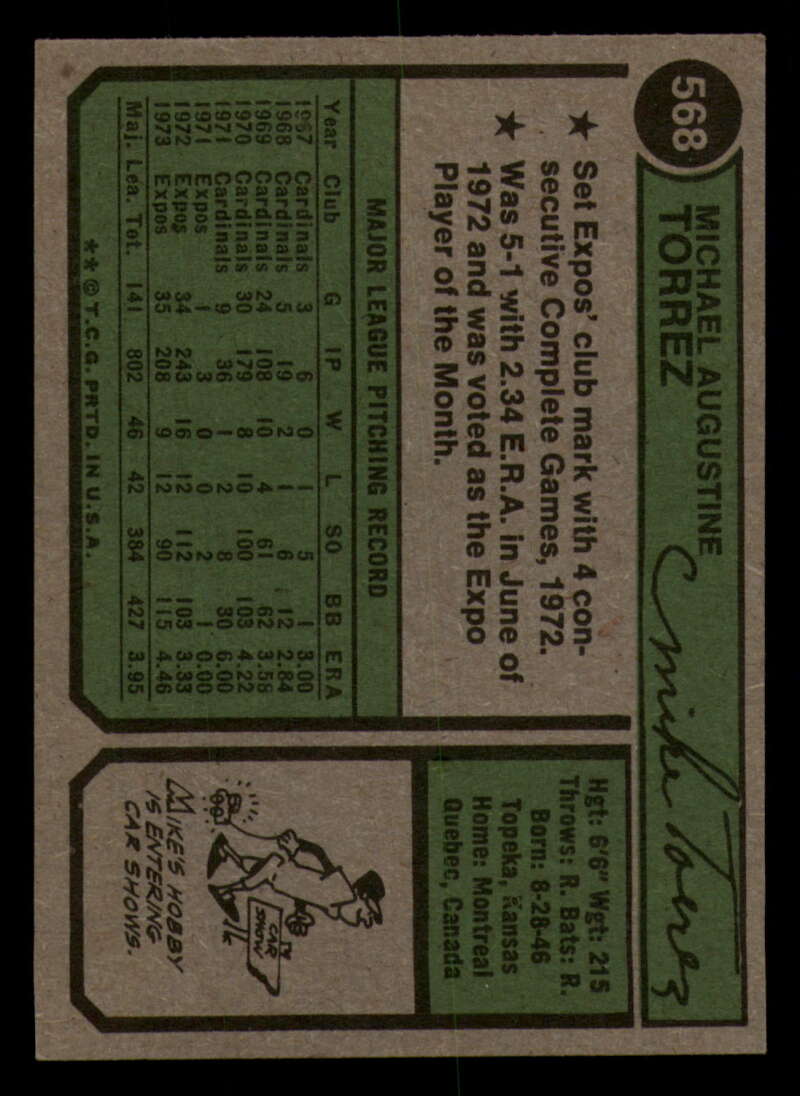 568
MICHAEL AUGUSTINE
TORREZ
Mike Torrez
★ Set Expos' club mark with 4 con-
secutive Complete Games, 1972.
★ Was 5-1 with 2.34 E.R.A. in June of
1972 and was voted as the Expo
Player of the Month.
MAJOR LEAGUE PITCHING RECORD
Year Club G IP W L SO BB ERA
1967 Cardinals 3 6 0 1 5 1 3.00
1968 Cardinals 5 19 2 1 6 12 2.84
1969 Cardinals 24 108 10 4 61 62 3.58
1970 Cardinals 30 179 8 10 100 103 4.22
1971 Cardinals 9 36 1 2 8 30 6.00
1971 Expos 1 3 0 0 2 1 0.00
1972 Expos 34 243 16 12 112 103 3.33
1973 Expos 35 208 9 12 90 115 4.46
Maj. Lea. Tot. 141 802 46 42 384 427 3.95
**©T.C.G. PRTD. IN U.S.A.
Hgt: 6'6" Wgt: 215
Throws: R. Bats: R.
Born: 8-28-46
Topeka, Kansas
Home: Montreal
Quebec, Canada
CAR
SHOW
MIKE'S HOBBY
IS ENTERING
CAR SHOWS.